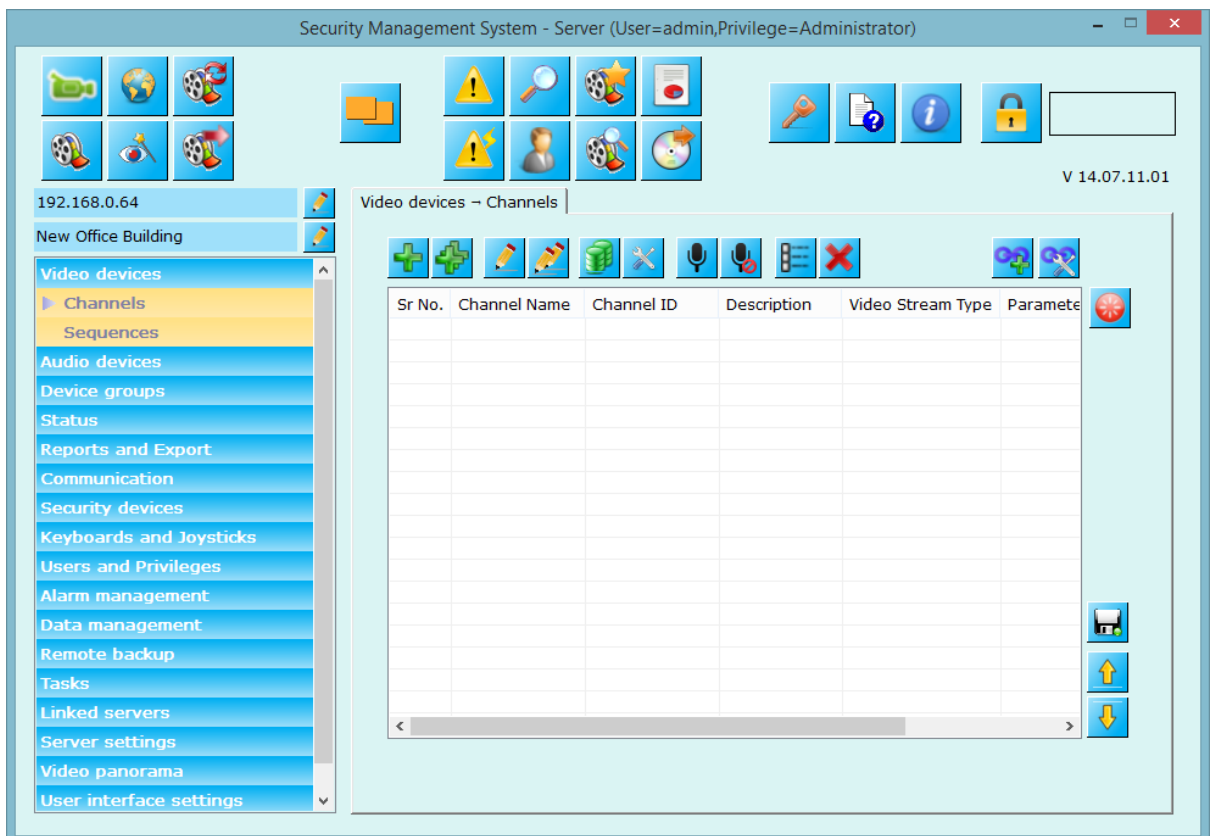 Security Management System - Server (User=admin,Privilege=Administrator)
V 14.07.11.01
192.168.0.64
New Office Building
Video devices → Channels
Video devices
Channels
Sequences
Audio devices
Device groups
Status
Reports and Export
Communication
Security devices
Keyboards and Joysticks
Users and Privileges
Alarm management
Data management
Remote backup
Tasks
Linked servers
Server settings
Video panorama
User interface settings
Sr No. Channel Name Channel ID Description Video Stream Type Paramete